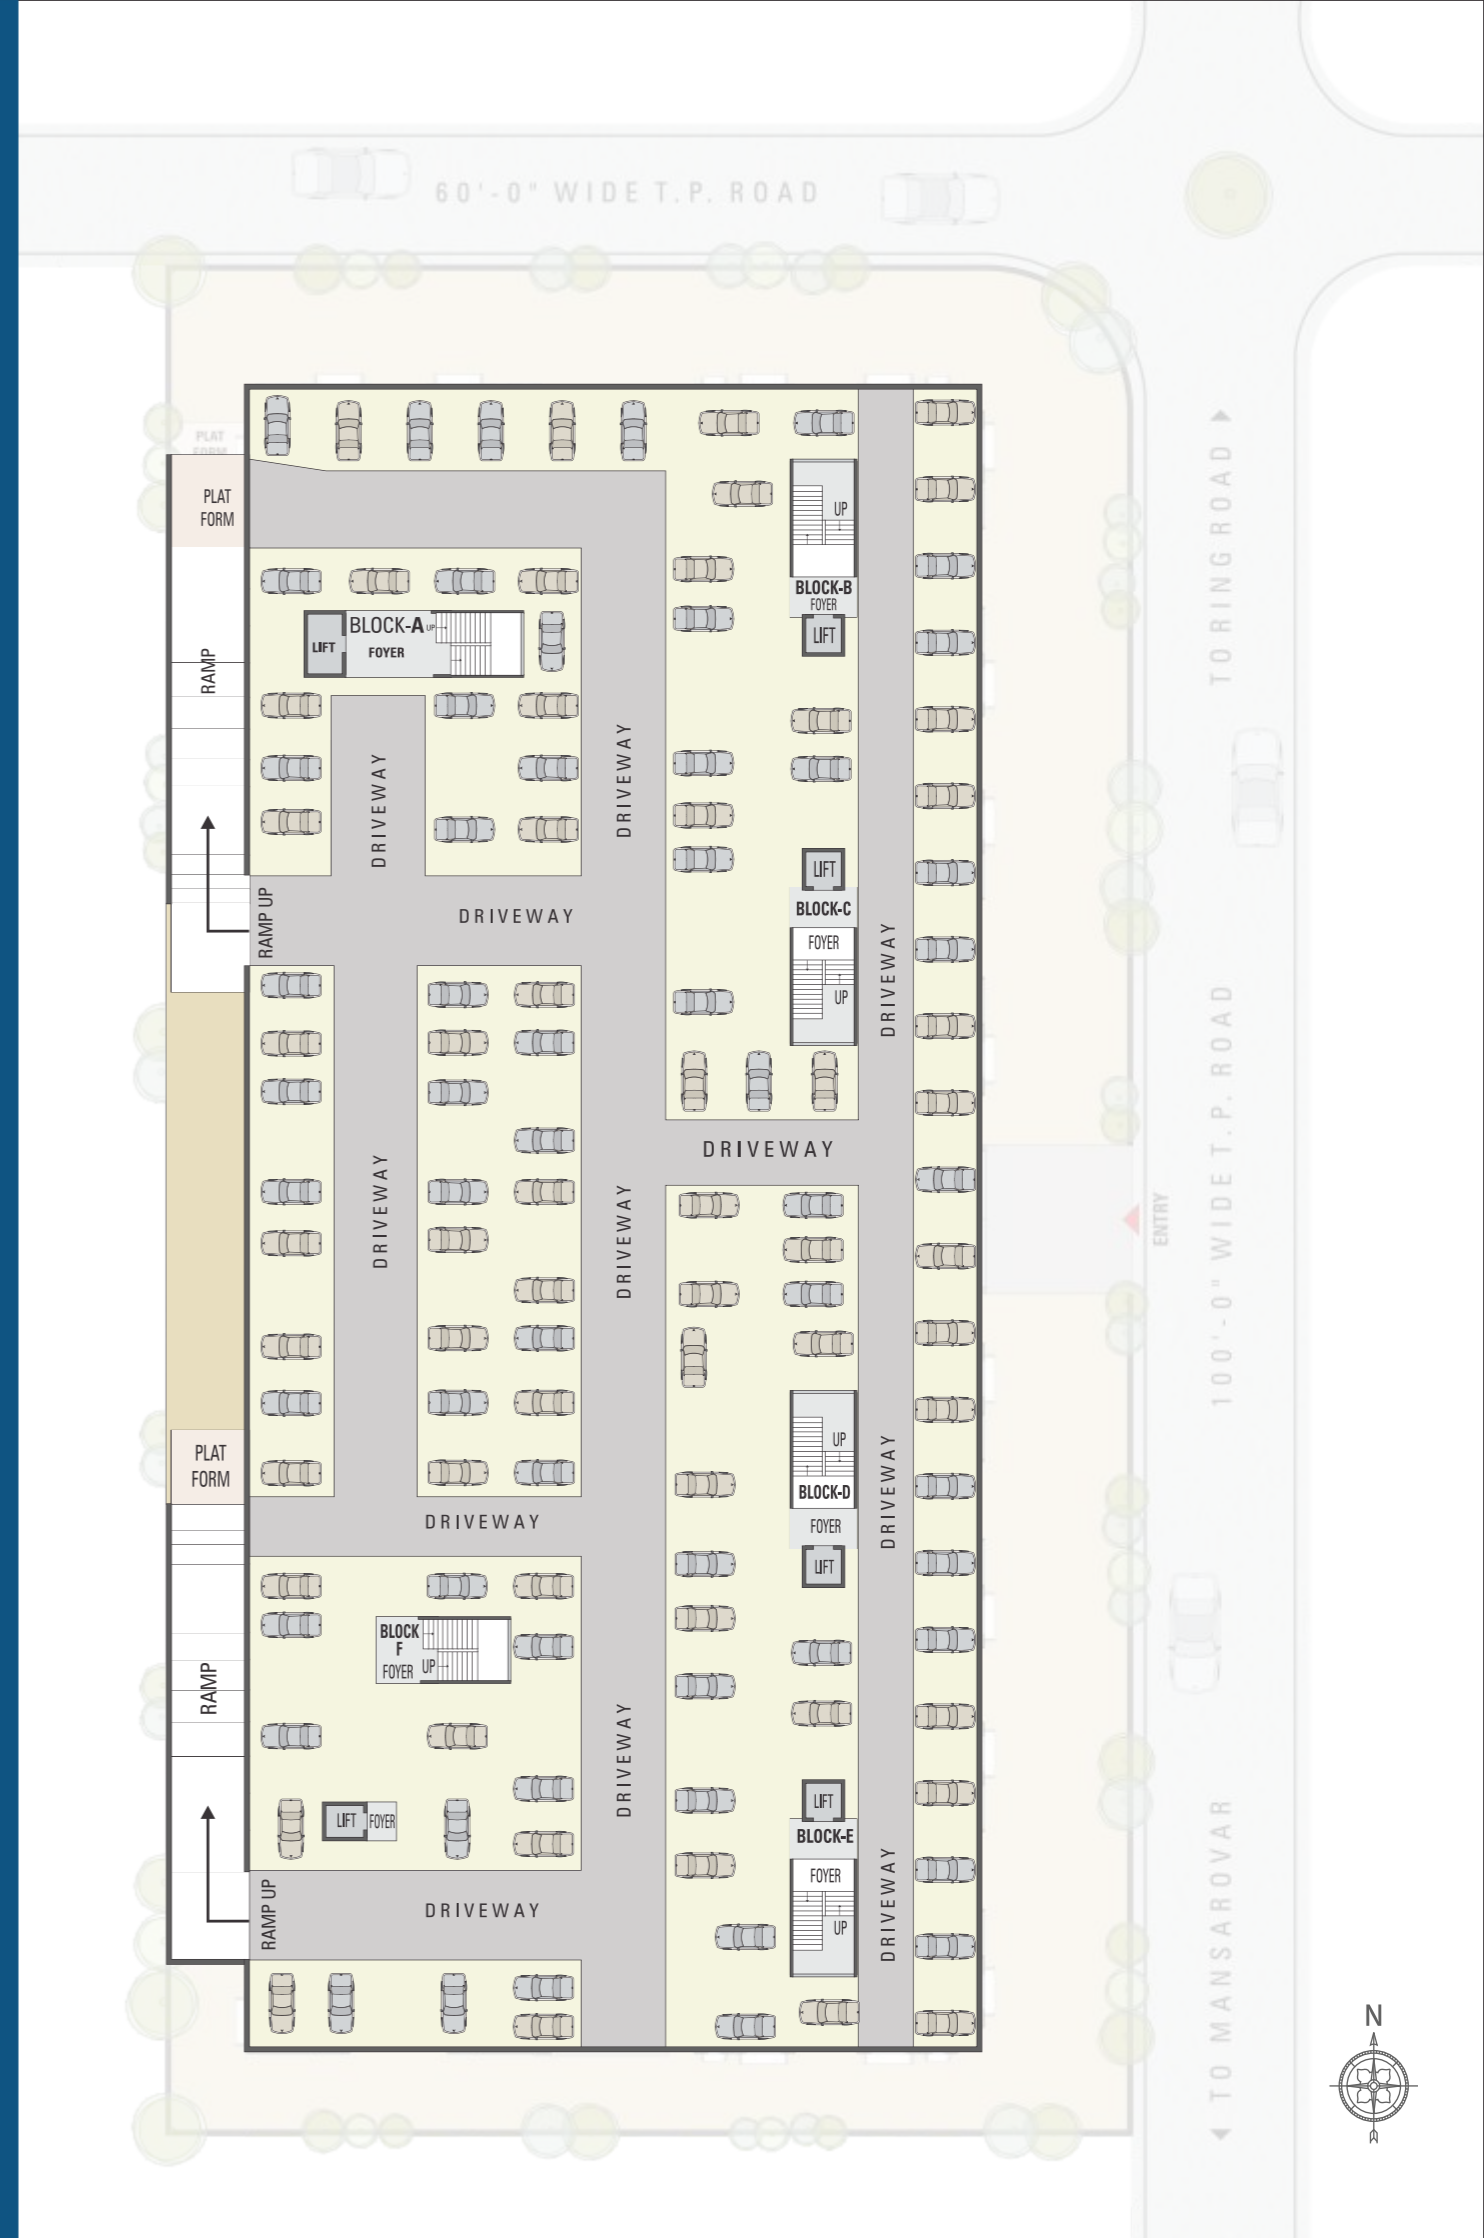 60'-0" WIDE T.P. ROAD
PLAT
FORM
PLAT
FORM
RAMP
RAMP UP
LIFT
BLOCK-A
UP
FOYER
DRIVEWAY
DRIVEWAY
DRIVEWAY
UP
BLOCK-B
FOYER
LIFT
LIFT
BLOCK-C
FOYER
UP
DRIVEWAY
TO RING ROAD
DRIVEWAY
DRIVEWAY
DRIVEWAY
ENTRY
100'-0" WIDE T.P. ROAD
PLAT
FORM
DRIVEWAY
UP
BLOCK-D
FOYER
LIFT
DRIVEWAY
RAMP
BLOCK
F
FOYER
UP
LIFT
FOYER
DRIVEWAY
LIFT
BLOCK-E
FOYER
UP
DRIVEWAY
RAMP UP
DRIVEWAY
TO MANSAROVAR
N